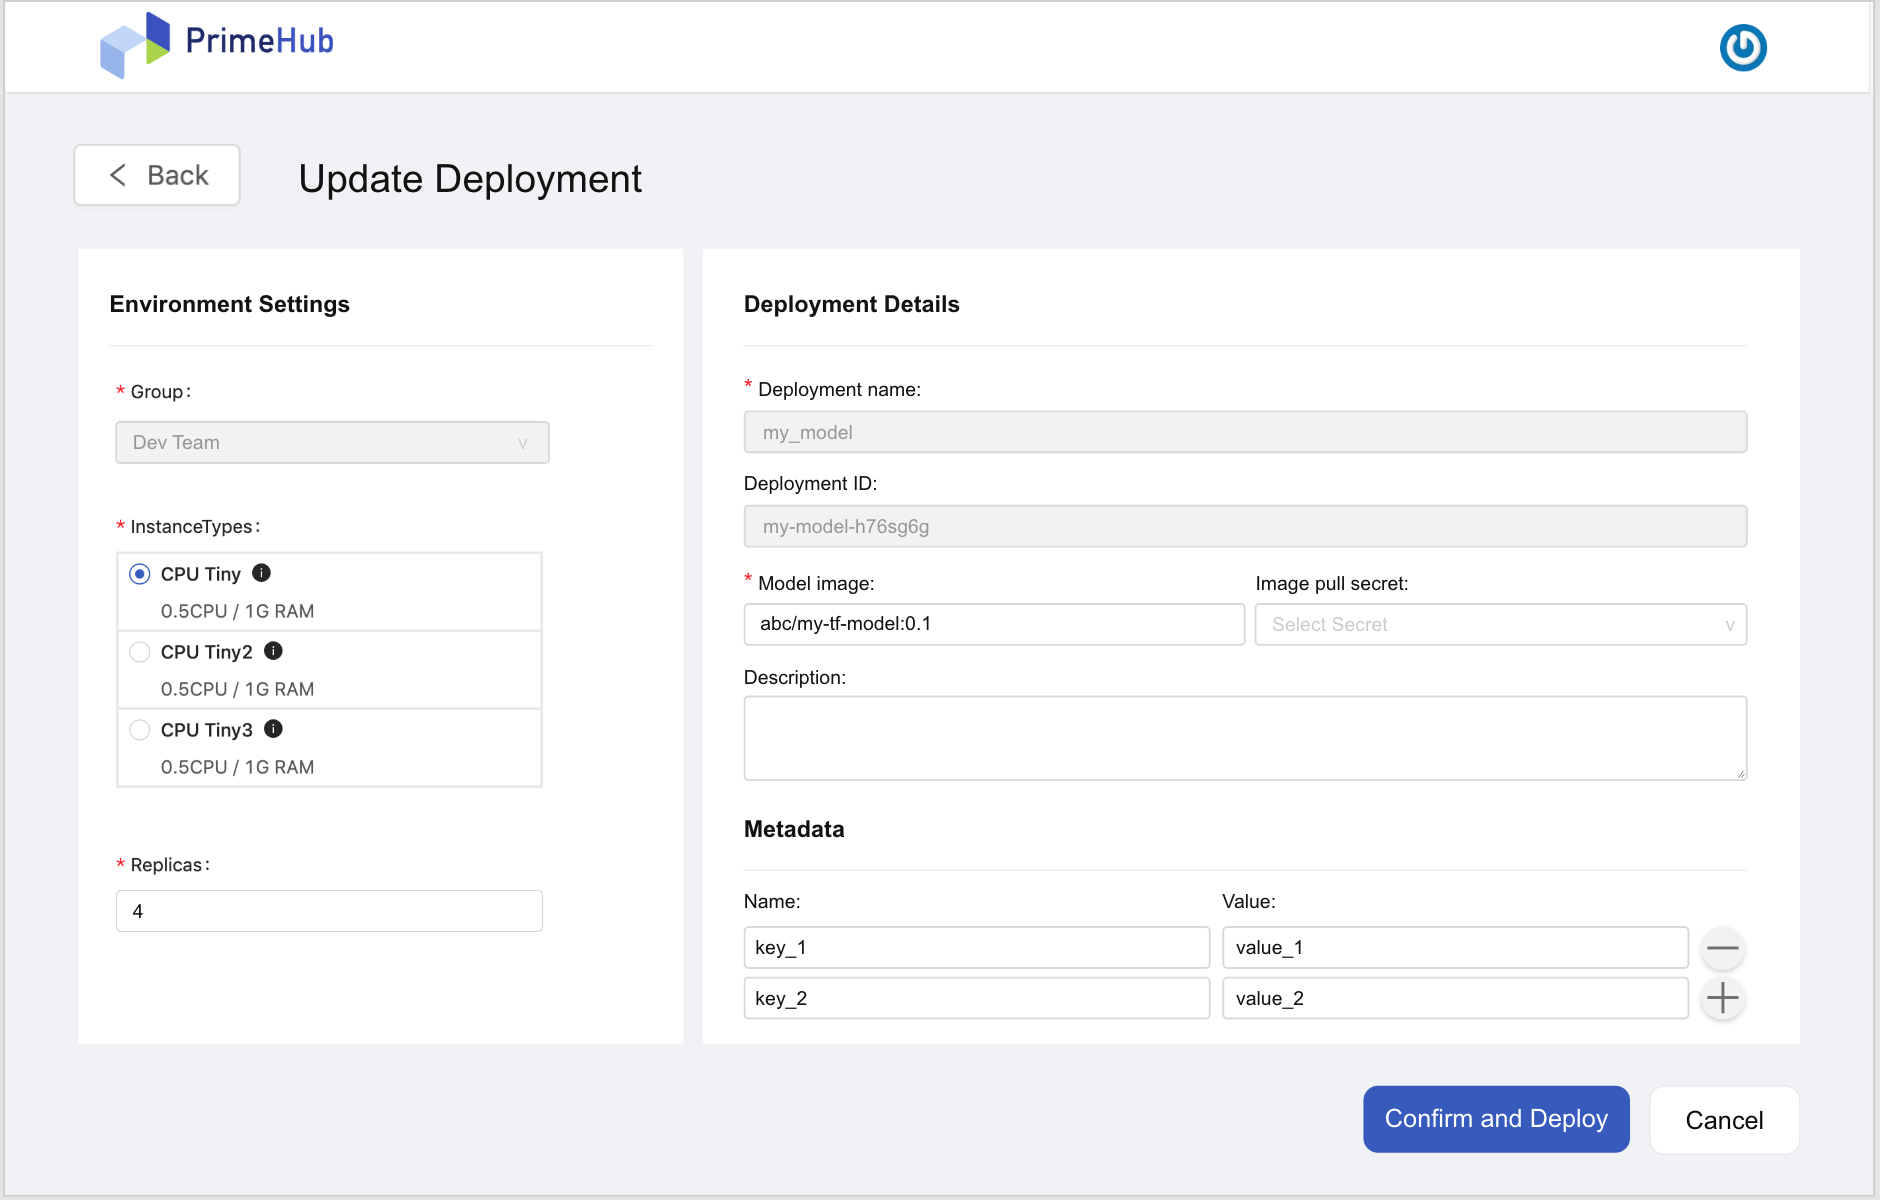 PrimeHub
Back
Update Deployment
Environment Settings
* Group:
Dev Team
* InstanceTypes:
CPU Tiny
0.5CPU / 1G RAM
CPU Tiny2
0.5CPU / 1G RAM
CPU Tiny3
0.5CPU / 1G RAM
* Replicas:
4
Deployment Details
* Deployment name:
my_model
Deployment ID:
my-model-h76sg6g
* Model image: Image pull secret:
abc/my-tf-model:0.1 Select Secret
Description:
Metadata
Name: Value:
key_1 value_1
key_2 value_2
Confirm and Deploy Cancel